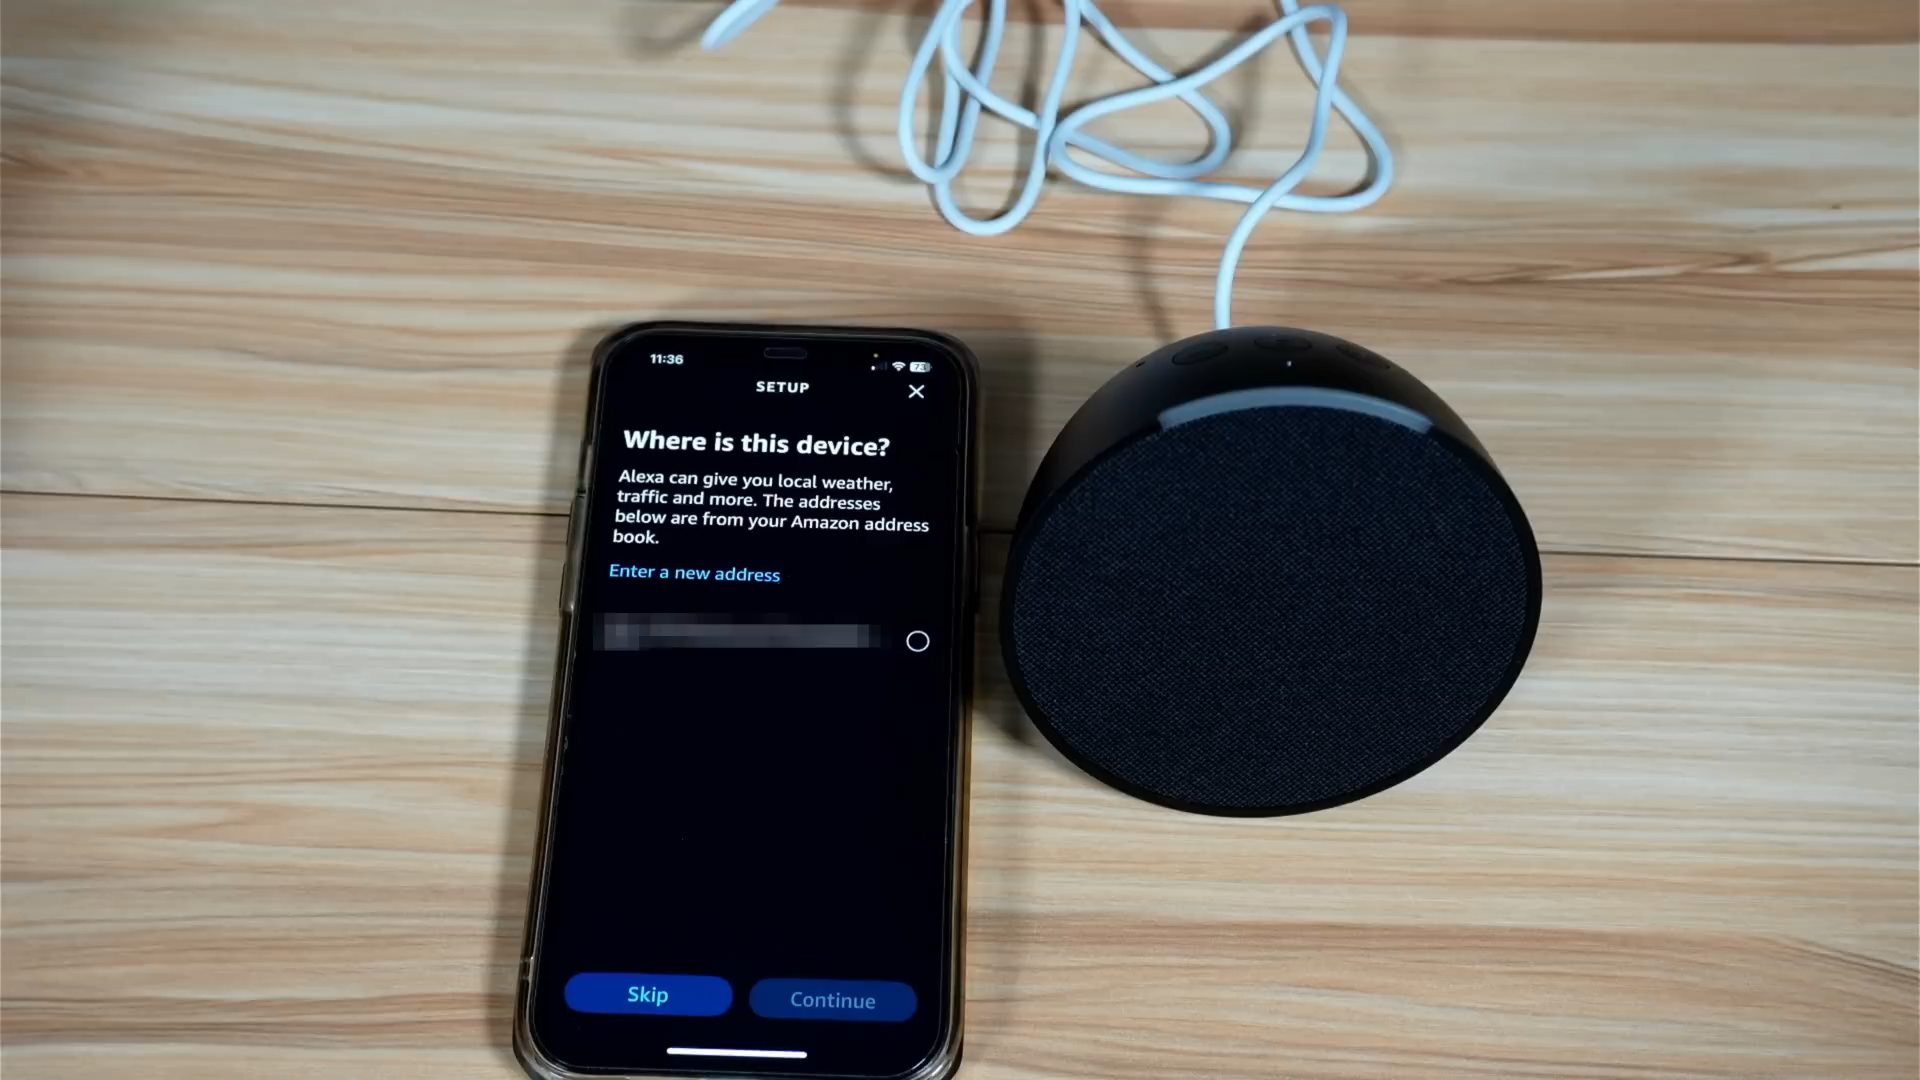 11:36
73
SETUP
Where is this device?
Alexa can give you local weather,
traffic and more. The addresses
below are from your Amazon address
book.
Enter a new address
Skip
Continue